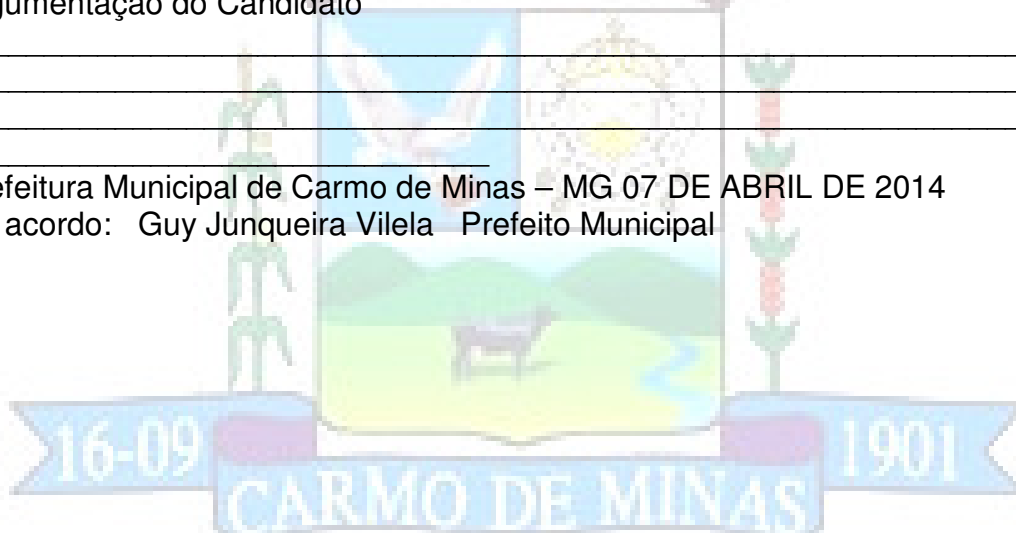 gumentação do Candidato
efeitura Municipal de Carmo de Minas – MG 07 DE ABRIL DE 2014
acordo: Guy Junqueira Vilela Prefeito Municipal
16-09
1901
CARMO DE MINAS